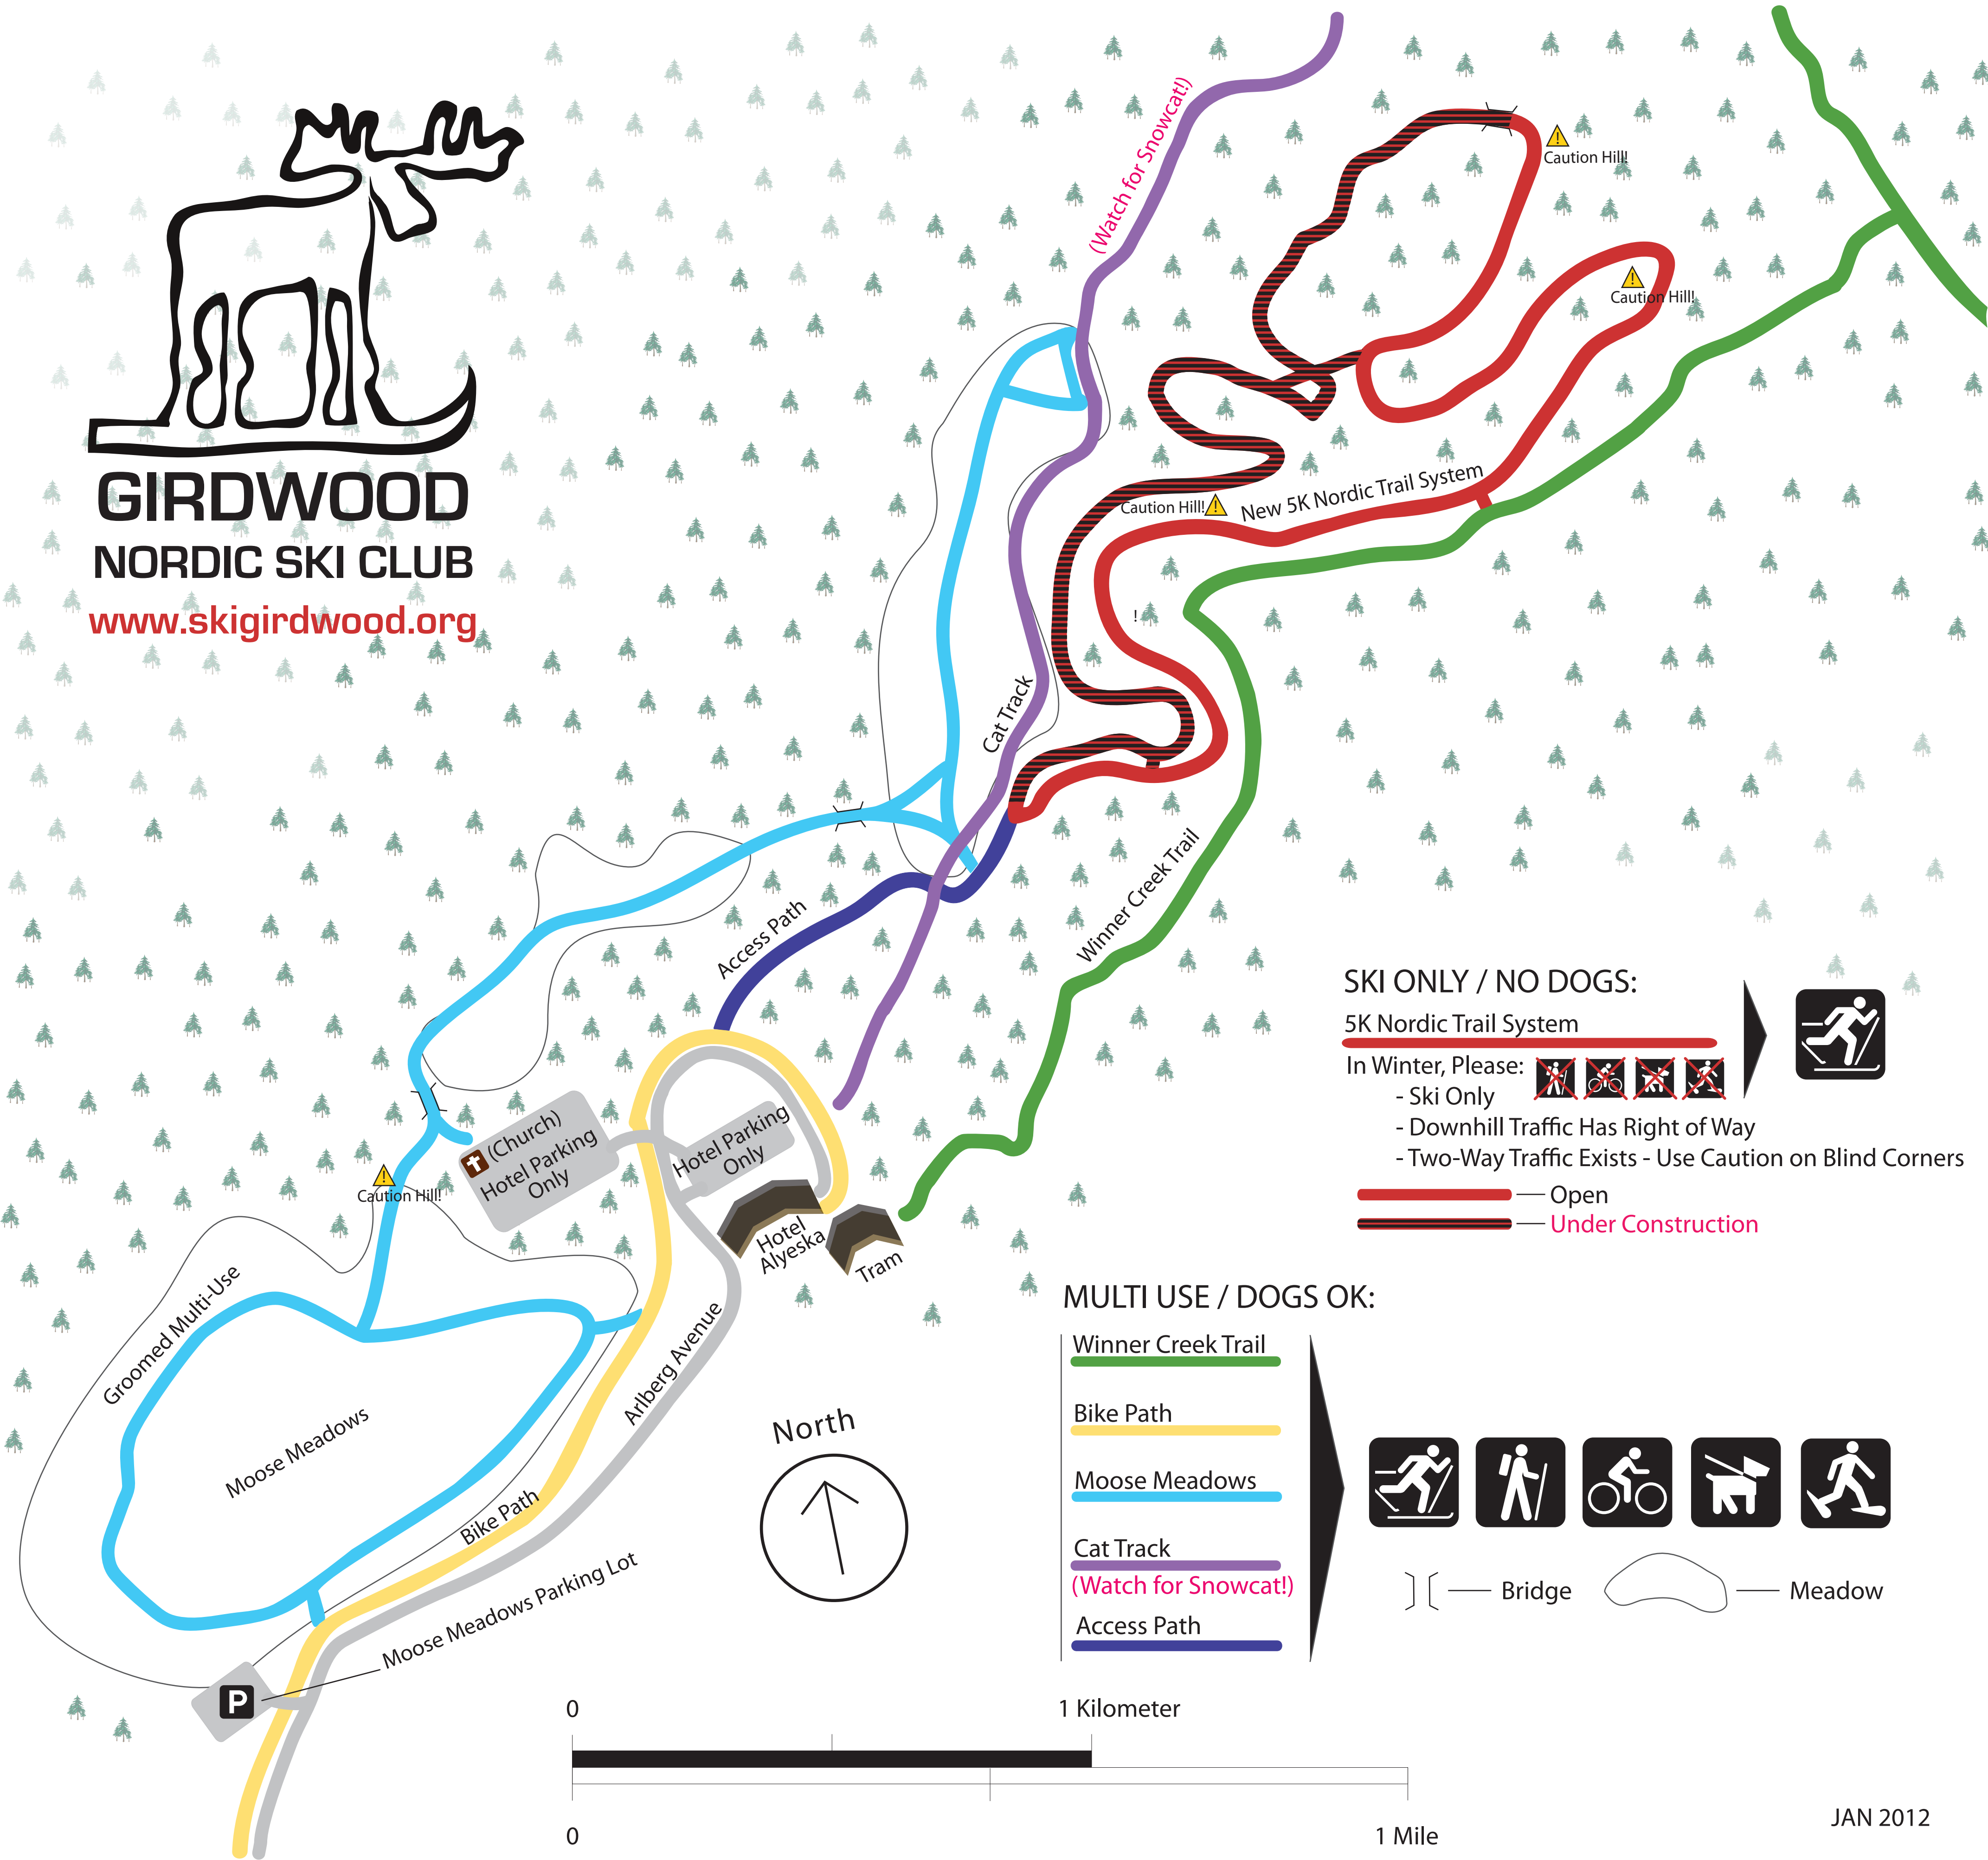 GIRDWOOD
NORDIC SKI CLUB
www.skigirdwood.org
(Watch for Snowcat!)
Caution Hill!
Caution Hill!
Caution Hill!
New 5K Nordic Trail System
!
Cat Track
Access Path
Winner Creek Trail
(Church)
Hotel Parking
Only
Hotel Parking
Only
Caution Hill!
Hotel
Alyeska
Tram
Groomed Multi-Use
Moose Meadows
Arlberg Avenue
Bike Path
Moose Meadows Parking Lot
P
North
SKI ONLY / NO DOGS:
5K Nordic Trail System
In Winter, Please:
- Ski Only
- Downhill Traffic Has Right of Way
- Two-Way Traffic Exists - Use Caution on Blind Corners
Open
Under Construction
MULTI USE / DOGS OK:
Winner Creek Trail
Bike Path
Moose Meadows
Cat Track
(Watch for Snowcat!)
Access Path
Bridge
Meadow
0
1 Kilometer
0
1 Mile
JAN 2012